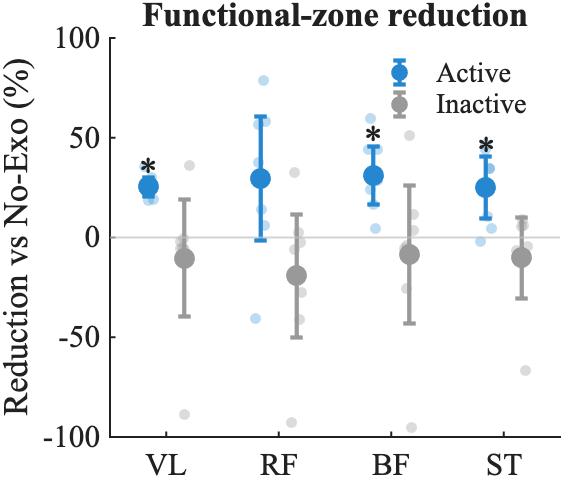 Functional-zone reduction
Reduction vs No-Exo (%)
100
50
0
-50
-100
Active
Inactive
*
*
*
VL
RF
BF
ST